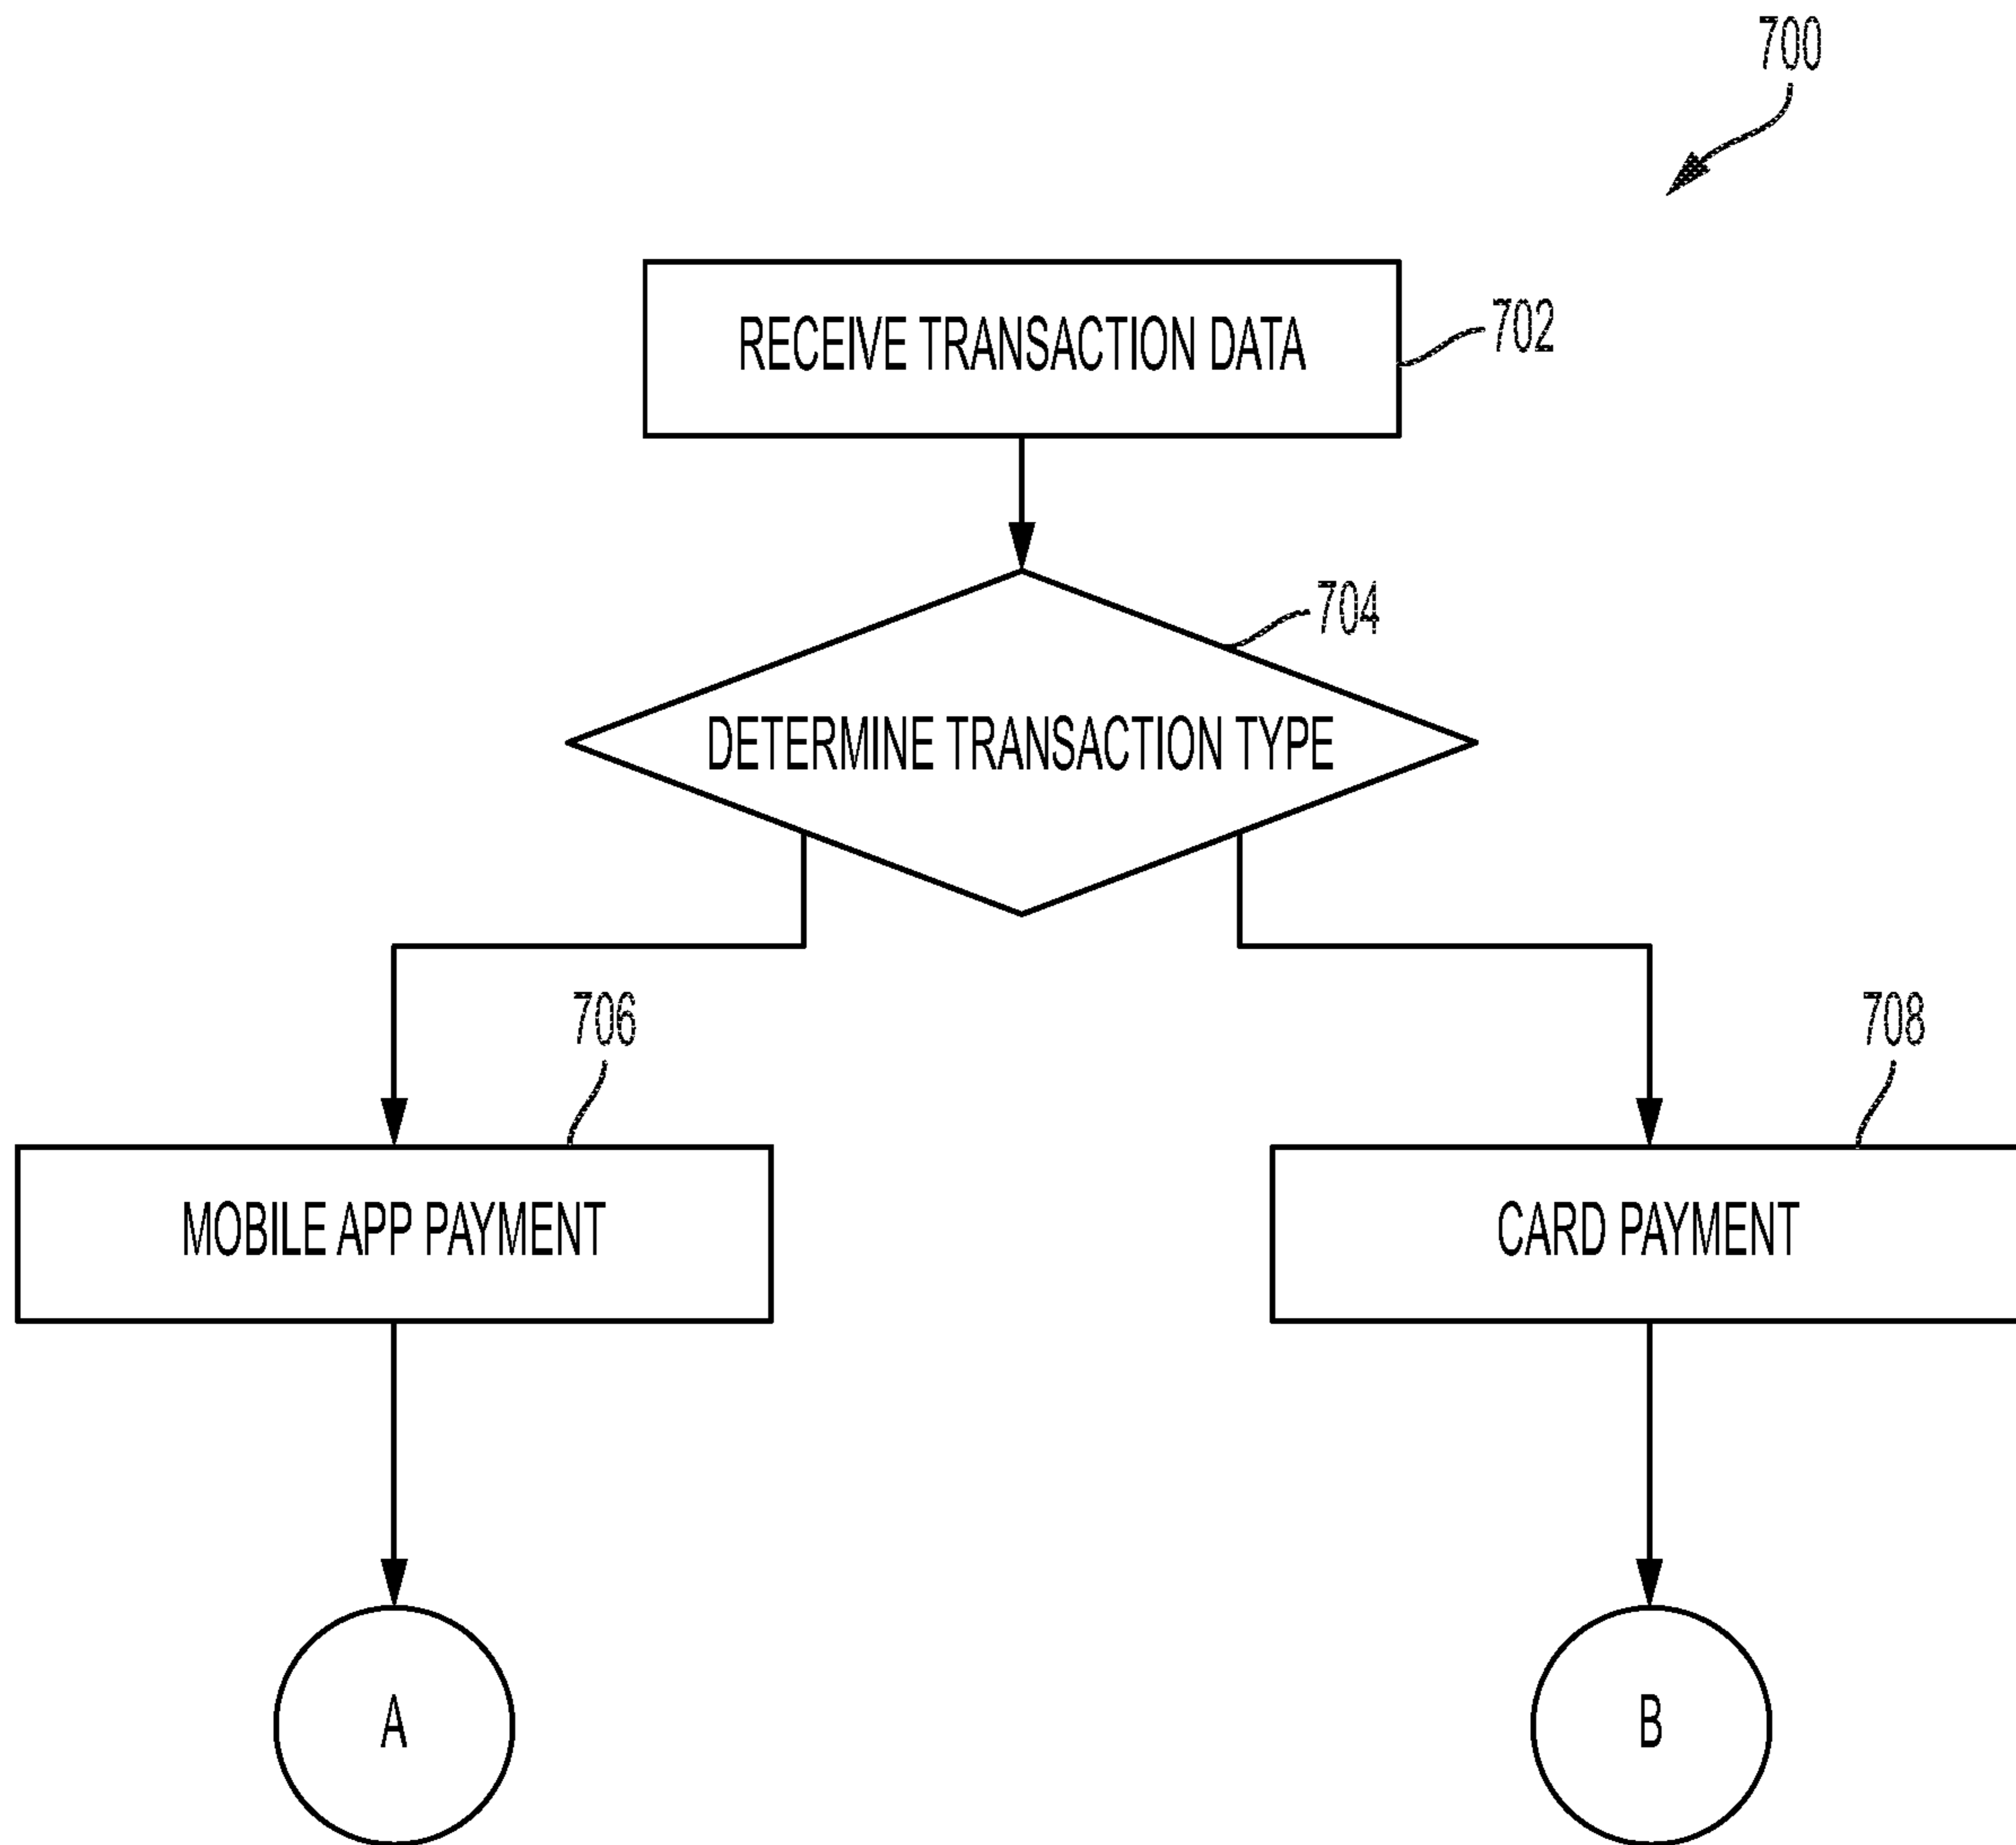 700
RECEIVE TRANSACTION DATA
702
704
DETERMINE TRANSACTION TYPE
706
708
MOBILE APP PAYMENT
CARD PAYMENT
A
B